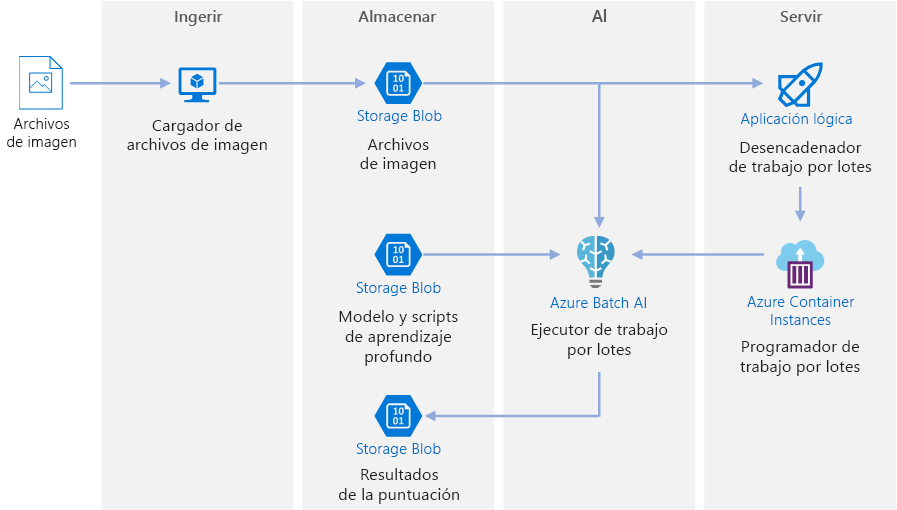 Ingerir
Almacenar
AI
Servir
Archivos
de imagen
Cargador de
archivos de imagen
10
01
Storage Blob
Archivos
de imagen
Aplicación lógica
Desencadenador
de trabajo por lotes
10
01
Storage Blob
Modelo y scripts
de aprendizaje
profundo
Azure Batch AI
Ejecutor de trabajo
por lotes
Azure Container
Instances
Programador de
trabajo por lotes
10
01
Storage Blob
Resultados
de la puntuación